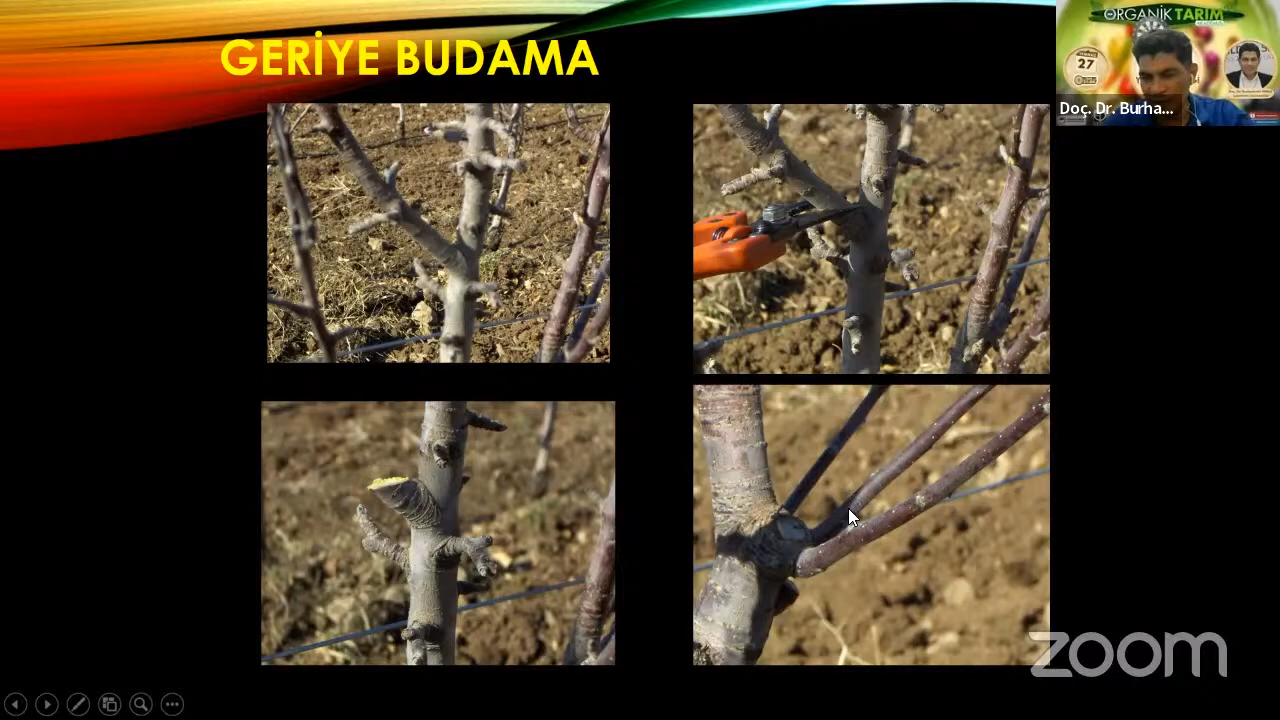 GERİYE BUDAMA
ORGANİK TARIM
27
Doç. Dr. Burha...
zoom